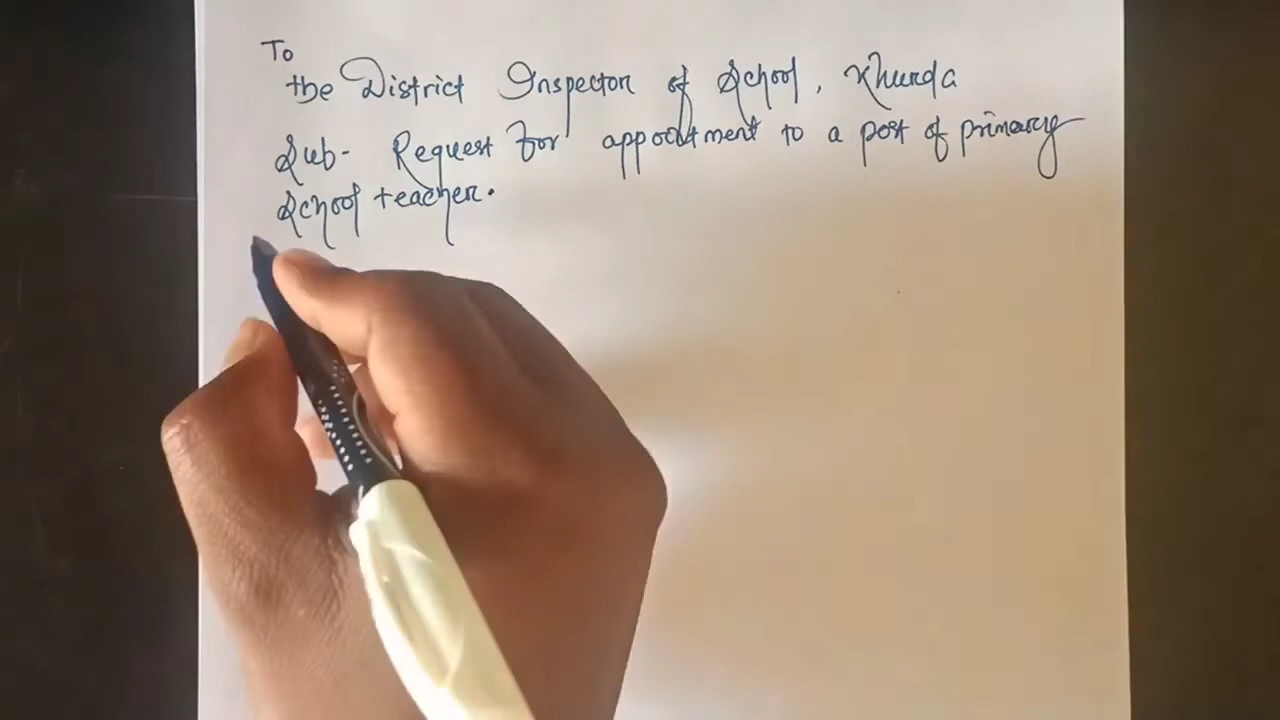 To
the District Inspector of School, Khurda
Sub- Request for appointment to a post of primary
School teacher.